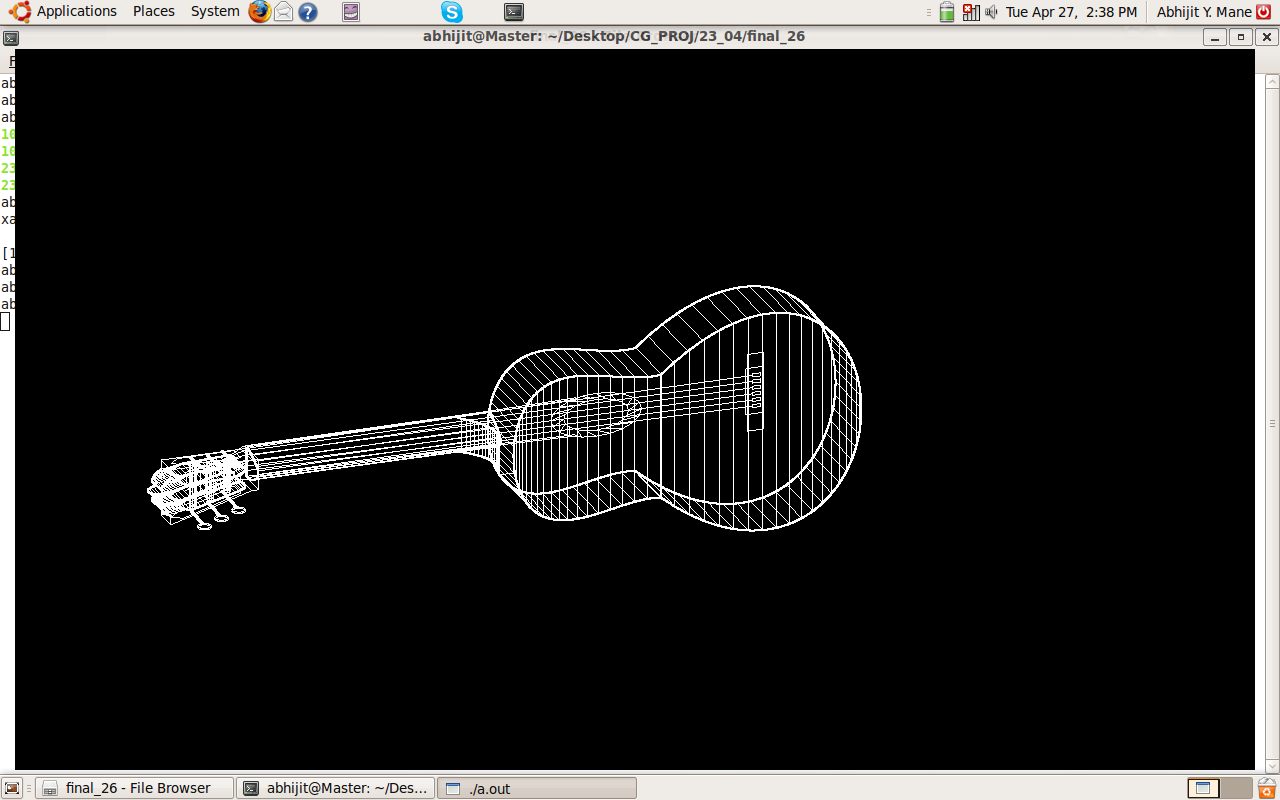 Applications Places System Tue Apr 27, 2:38 PM Abhijit Y. Mane
abhijit@Master: ~/Desktop/CG_PROJ/23_04/final_26
F
ab
ab
ab
10
10
23
23
ab
xa
[1
ab
ab
ab
final_26 - File Browser abhijit@Master: ~/Des... ./a.out